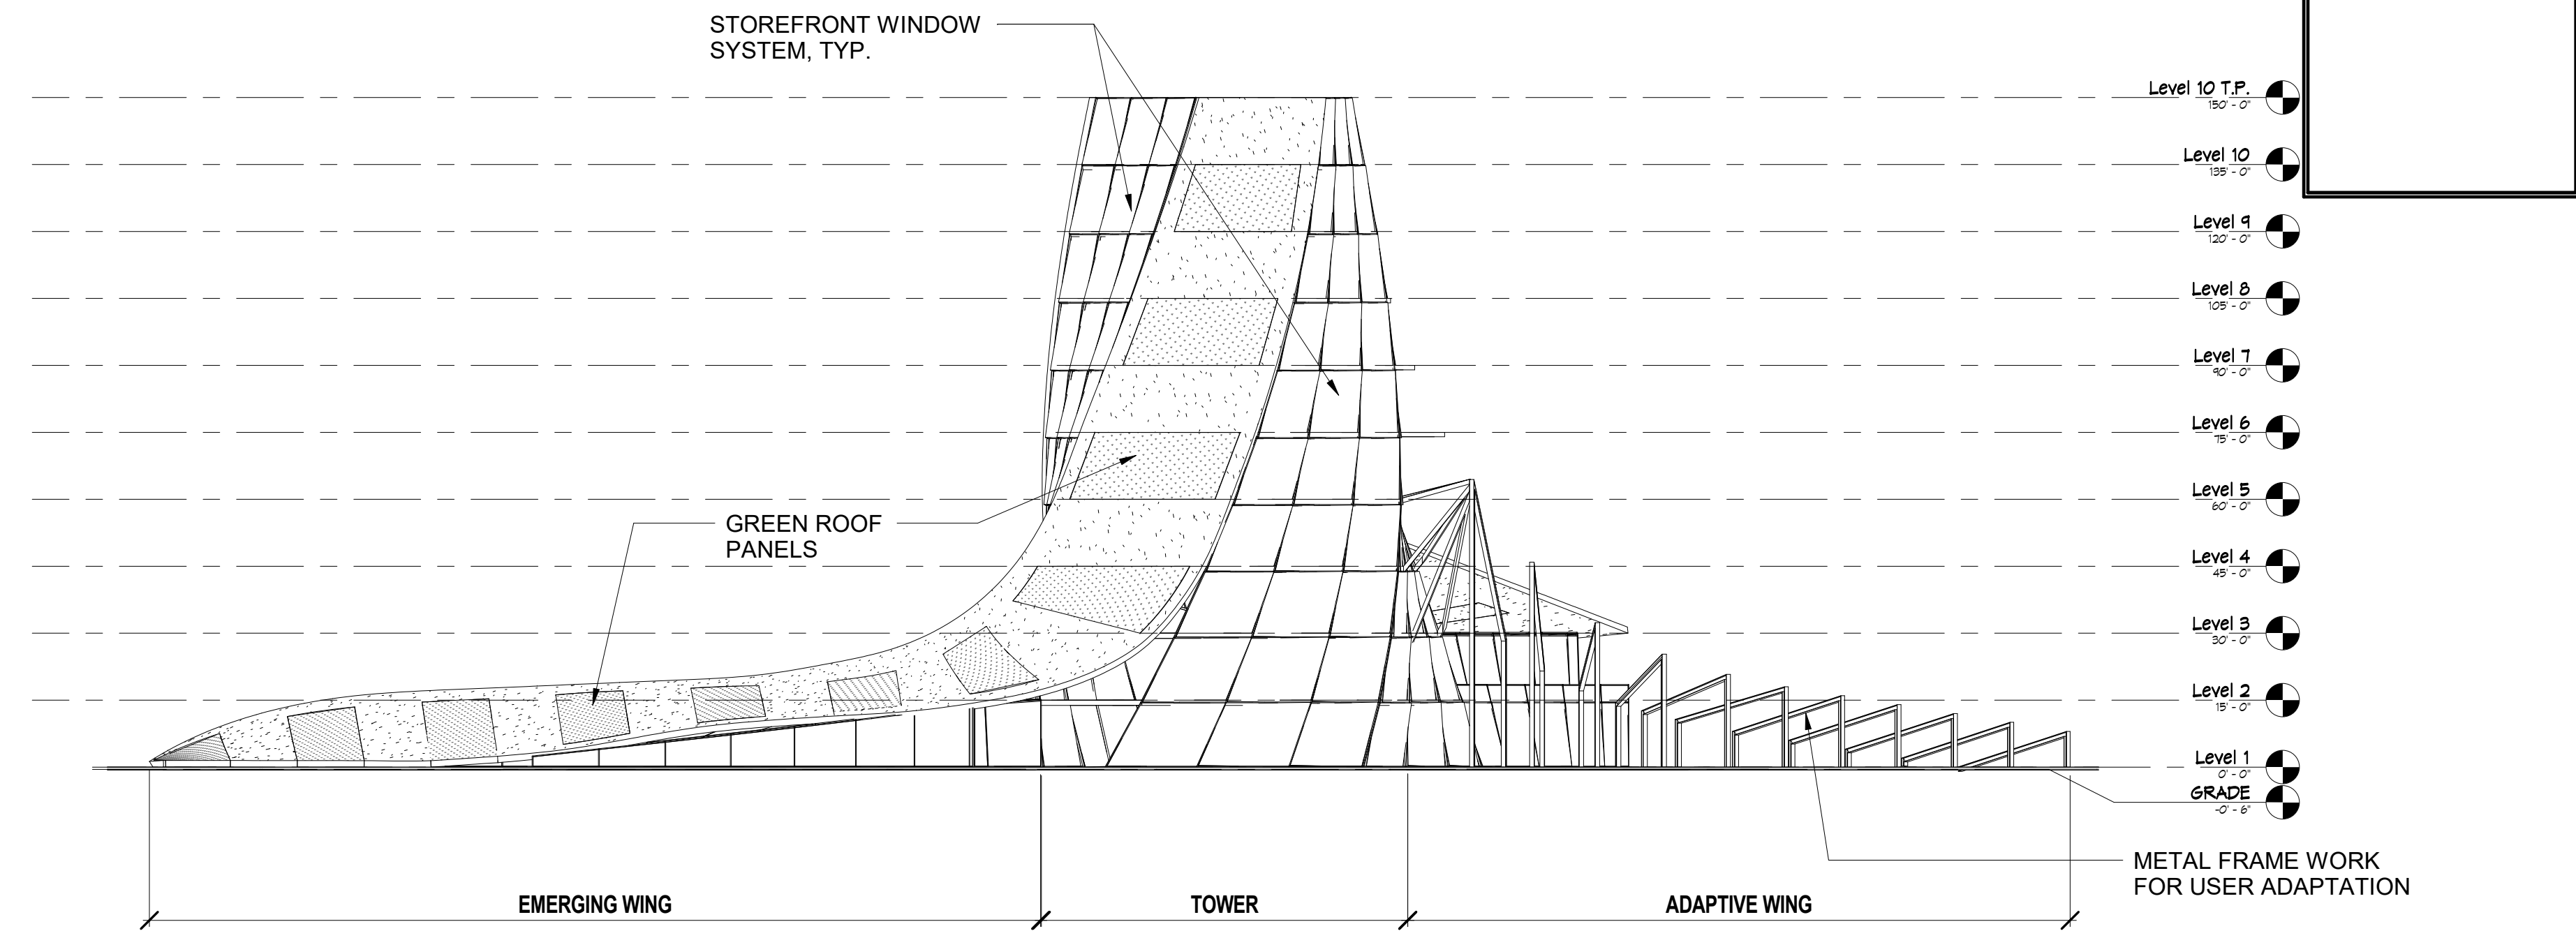 STOREFRONT WINDOW
SYSTEM, TYP.
Level 10 T.P.
150' - 0"
Level 10
135' - 0"
Level 9
120' - 0"
Level 8
105' - 0"
Level 7
90' - 0"
Level 6
75' - 0"
Level 5
60' - 0"
GREEN ROOF
PANELS
Level 4
45' - 0"
Level 3
30' - 0"
Level 2
15' - 0"
Level 1
0' - 0"
GRADE
-0' - 6"
METAL FRAME WORK
FOR USER ADAPTATION
EMERGING WING
TOWER
ADAPTIVE WING